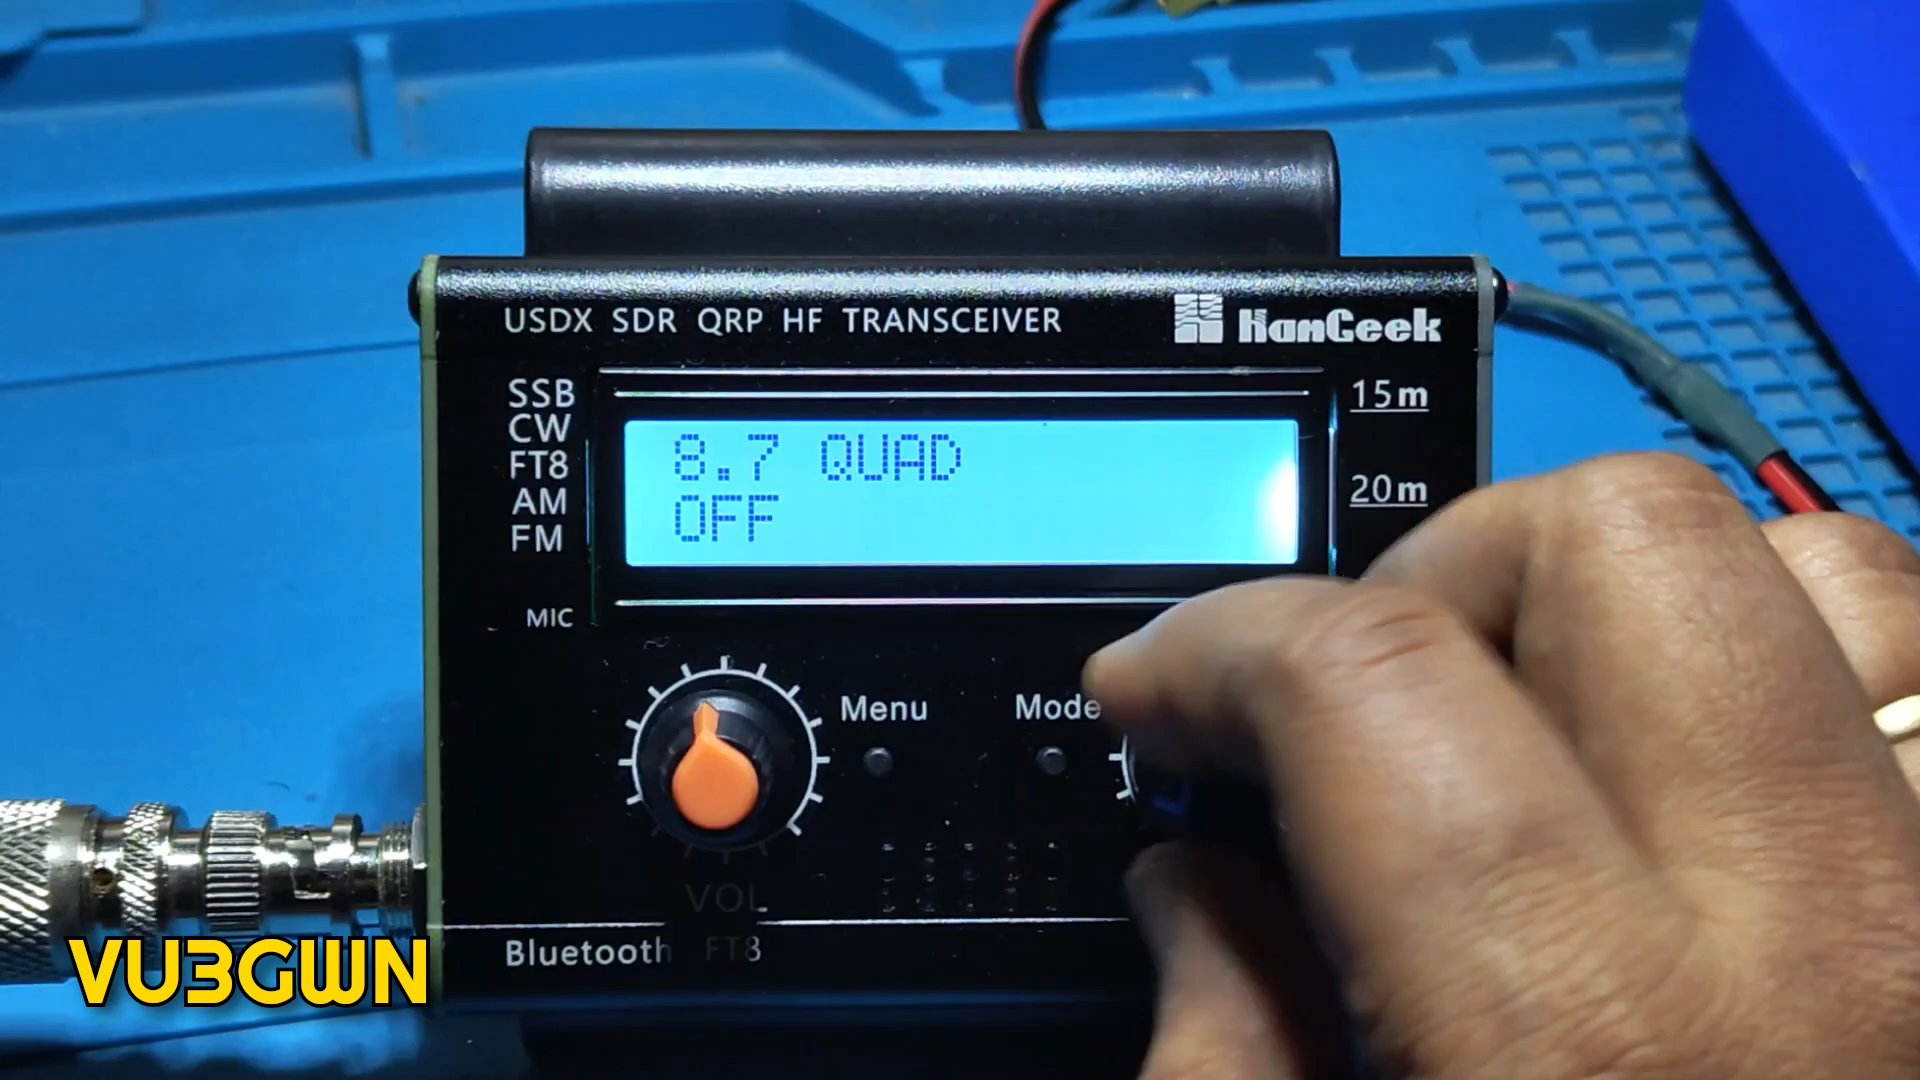 USDX SDR QRP HF TRANSCEIVER
HanGeek
SSB
CW
FT8
AM
FM
MIC
8.7 QUAD
OFF
15m
20m
Menu
Mode
VOL
Bluetooth FT8
VU3GWN